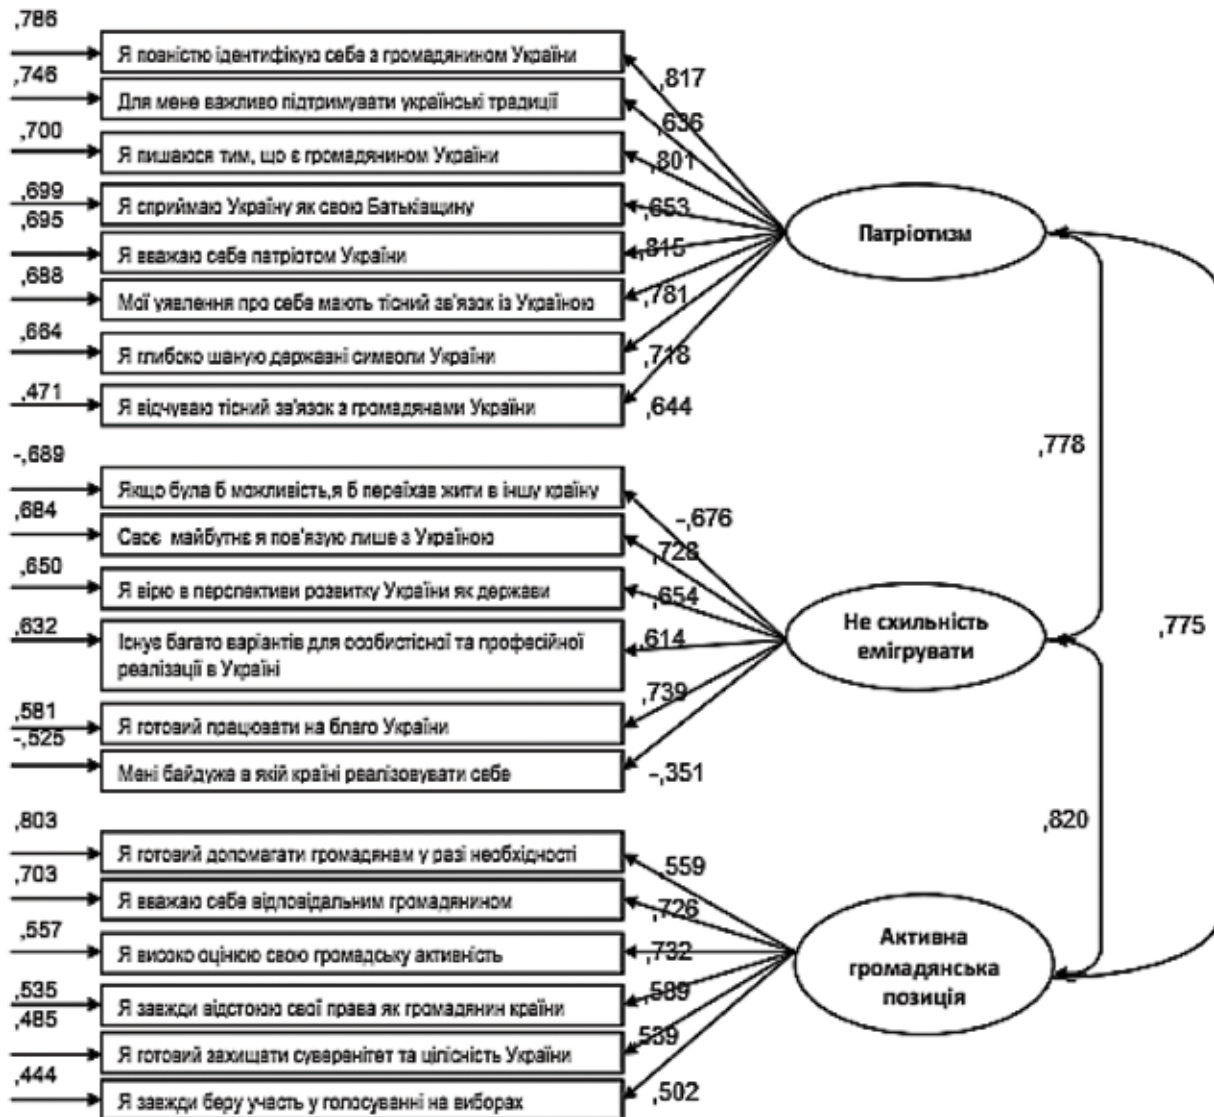 ,786
Я повністю ідентифікую себе з громадянином України
,817
,746
Для мене важливо підтримувати українські традиції
,636
,700
Я пишаюся тим, що є громадянином України
,801
,699
Я сприймаю Україну як свою Батьківщину
,653
,695
Я вважаю себе патріотом України
,815
,688
Мої уявлення про себе мають тісний зв'язок із Україною
,781
,664
Я глибоко шаную державні символи України
,718
,471
Я відчуваю тісний зв'язок з громадянами України
,644
Патріотизм
,778
-,689
Якщо була б можливість,я б переїхав жити в іншу країну
-,676
,684
Своє майбутнє я пов'язую лише з Україною
,728
,650
Я вірю в перспективи розвитку України як держави
,654
,632
Існує багато варіантів для особистісної та професійної
реалізації в Україні
,614
,581
Я готовий працювати на благо України
,739
-,525
Мені байдуже в якій країні реалізовувати себе
-,351
Не схильність
емігрувати
,775
,820
,803
Я готовий допомагати громадянам у разі необхідності
,559
,703
Я вважаю себе відповідальним громадянином
,726
,557
Я високо оцінюю свою громадську активність
,732
,535
Я завжди відстоюю свої права як громадянин країни
,589
,485
Я готовий захищати суверенітет та цілісність України
,539
,444
Я завжди беру участь у голосуванні на виборах
,502
Активна
громадянська
позиція